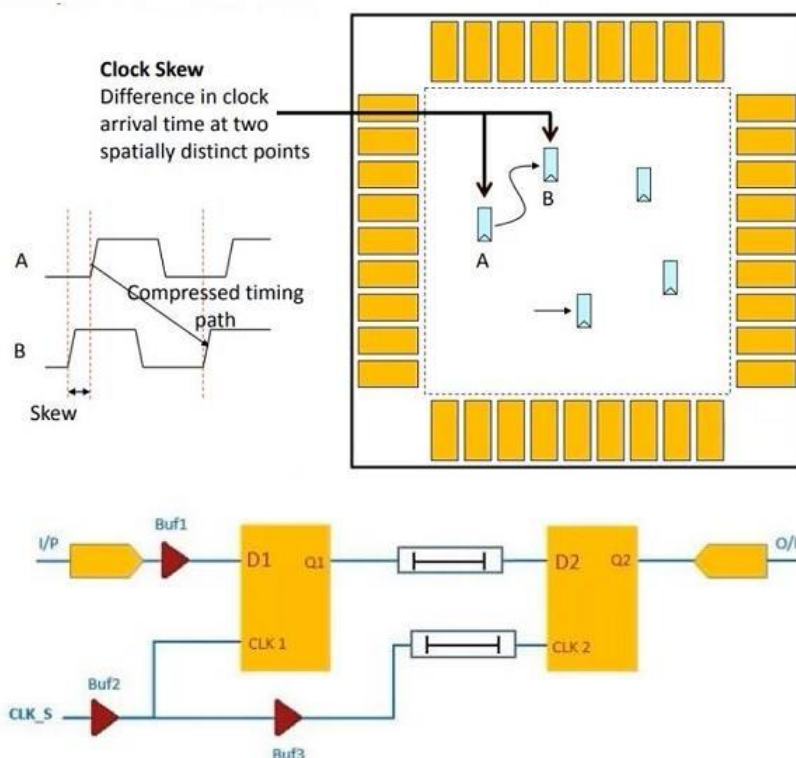 Clock Skew
Difference in clock
arrival time at two
spatially distinct points
B
A
A
Compressed timing
path
B
Skew
I/P
Buf1
D1
Q1
D2
Q2
O/
CLK 1
CLK 2
Buf2
CLK_S
Buf3